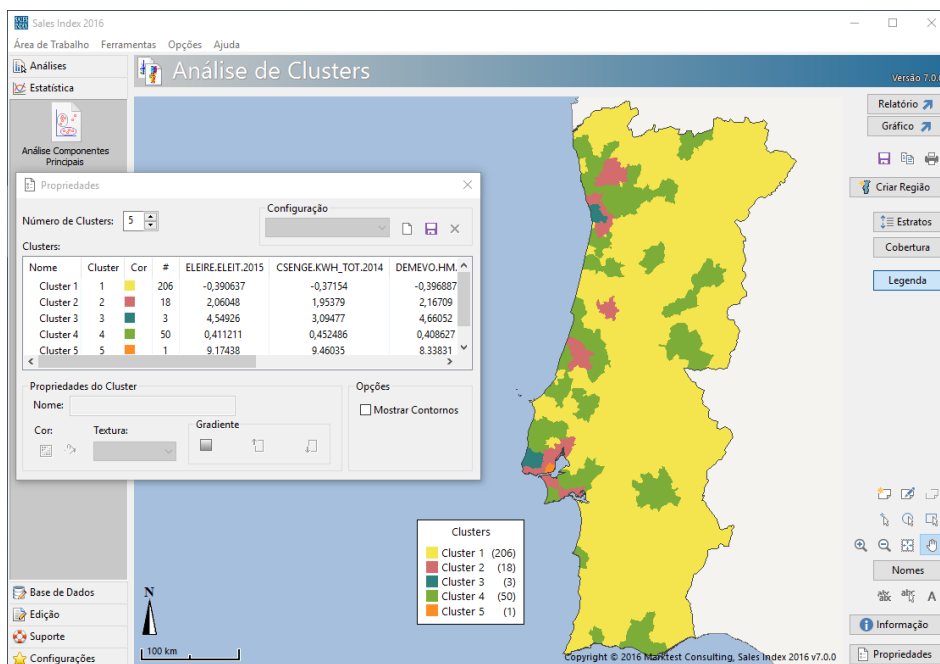 Sales Index 2016
Área de Trabalho Ferramentas Opções Ajuda
Análises
Estatística
Análise Componentes
Principais
Análise de Clusters
Versão 7.0.0
Relatório
Gráfico
Criar Região
Estratos
Cobertura
Legenda
Propriedades
Número de Clusters: 5
Configuração
Clusters:
Nome Cluster Cor # ELEIRE.ELEIT.2015 CSENGE.KWH_TOT.2014 DEMEVO.HM.
Cluster 1 1 206 -0,390637 -0,37154 -0,396887
Cluster 2 2 18 2,06048 1,95379 2,16709
Cluster 3 3 3 4,54926 3,09477 4,66052
Cluster 4 4 50 0,411211 0,452486 0,408627
Cluster 5 5 1 9.17438 9.46035 8.33831
Propriedades do Cluster
Nome:
Cor: Textura:
Gradiente
Opções
Mostrar Contornos
Clusters
Cluster 1 (206)
Cluster 2 (18)
Cluster 3 (3)
Cluster 4 (50)
Cluster 5 (1)
N
100 km
Base de Dados
Edição
Suporte
Configurações
Nomes
abc abc abc A
Informação
Propriedades
Copyright © 2016 Marktest Consulting, Sales Index 2016 v7.0.0